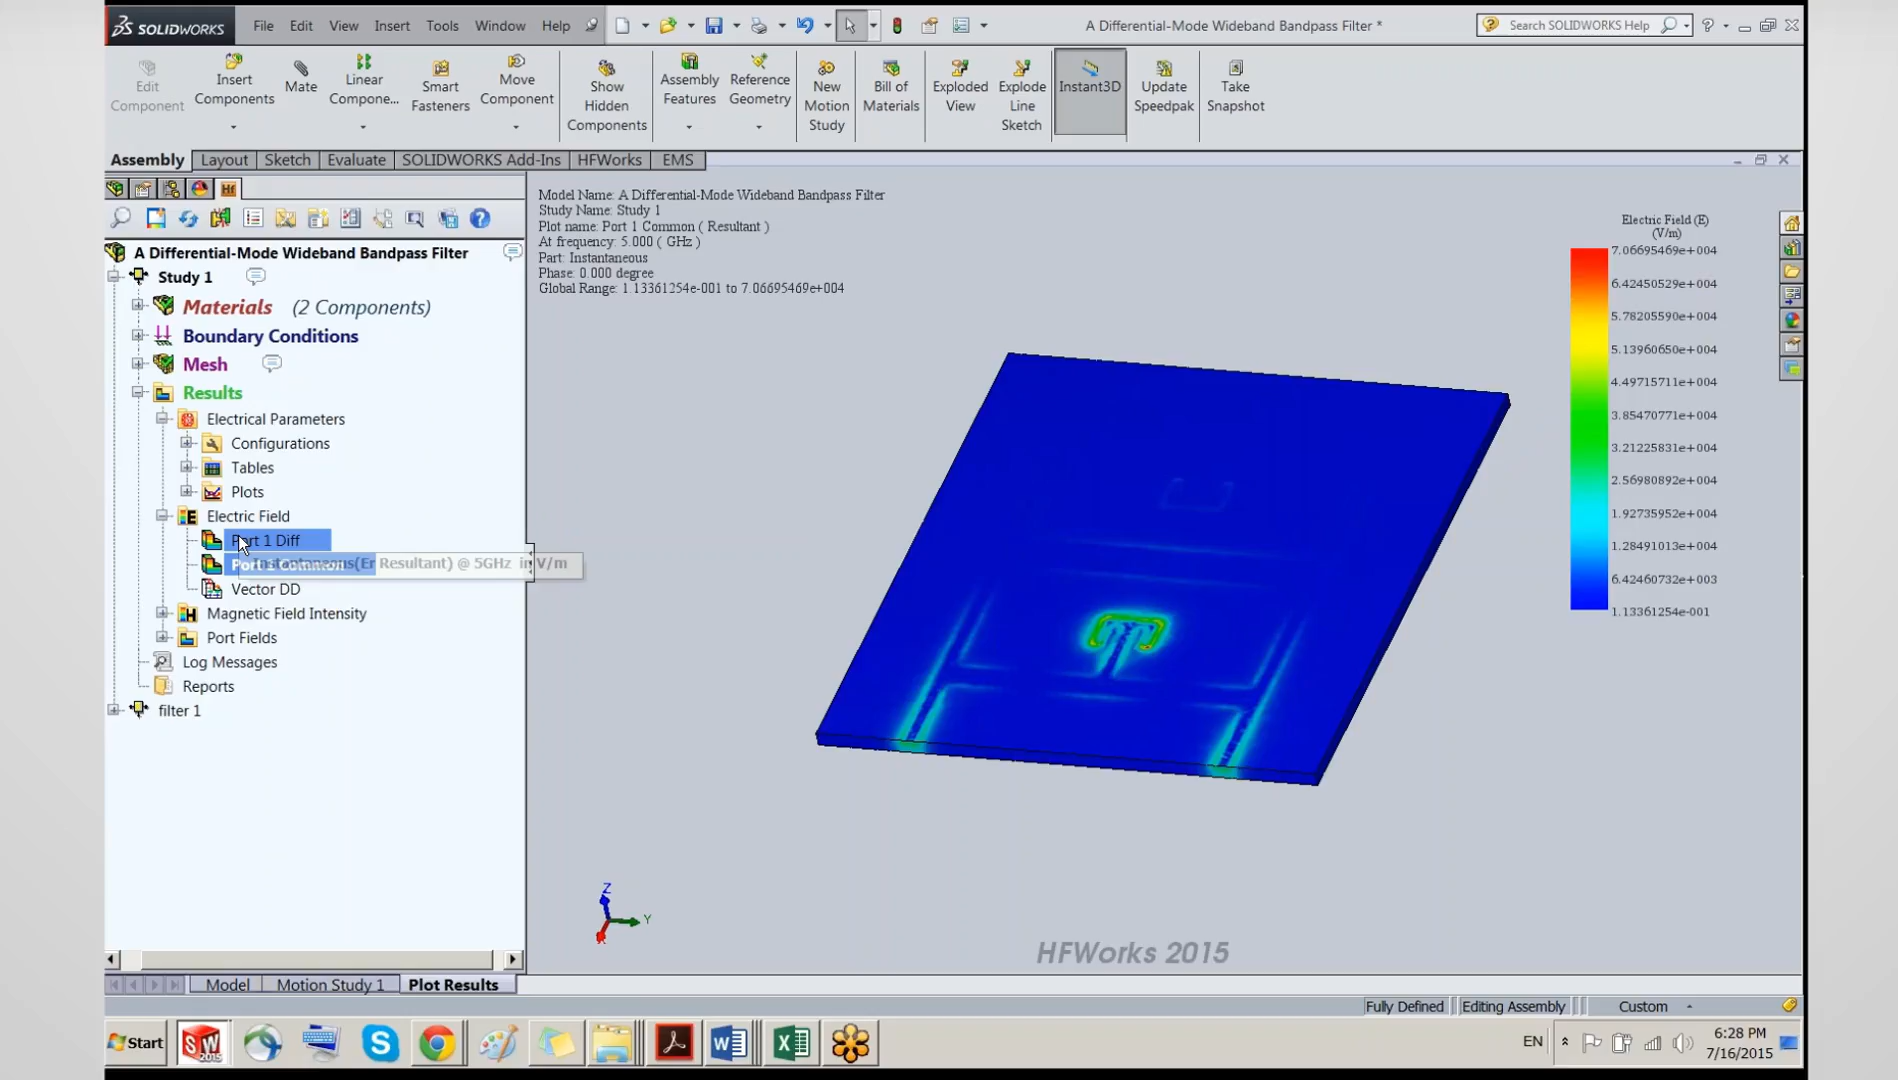 SOLIDWORKS File Edit View Insert Tools Window Help A Differential-Mode Wideband Bandpass Filter * Search SOLIDWORKS Help
Edit Component
Insert Components
Mate
Linear Compone...
Smart Fasteners
Move Component
Show Hidden Components
Assembly Features
Reference Geometry
New Motion Study
Bill of Materials
Exploded View
Explode Line Sketch
Instant3D
Update Speedpak
Take Snapshot
Assembly Layout Sketch Evaluate SOLIDWORKS Add-Ins HFWorks EMS
A Differential-Mode Wideband Bandpass Filter
Study 1
Materials (2 Components)
Boundary Conditions
Mesh
Results
Electrical Parameters
Configurations
Tables
Plots
Electric Field
Port 1 Diff
Port 1 Common
Instantaneous(Er Resultant) @ 5GHz in V/m
Vector DD
Magnetic Field Intensity
Port Fields
Log Messages
Reports
filter 1
Model Name: A Differential-Mode Wideband Bandpass Filter
Study Name: Study 1
Plot name: Port 1 Common ( Resultant )
At frequency: 5.000 ( GHz )
Part: Instantaneous
Phase: 0.000 degree
Global Range: 1.13361254e-001 to 7.06695469e+004
Electric Field (E)
(V/m)
7.06695469e+004
6.42450529e+004
5.78205590e+004
5.13960650e+004
4.49715711e+004
3.85470771e+004
3.21225831e+004
2.56980892e+004
1.92735952e+004
1.28491013e+004
6.42460732e+003
1.13361254e-001
Z
Y
X
HFWorks 2015
Model Motion Study 1 Plot Results
Fully Defined Editing Assembly Custom
Start EN 6:28 PM
7/16/2015